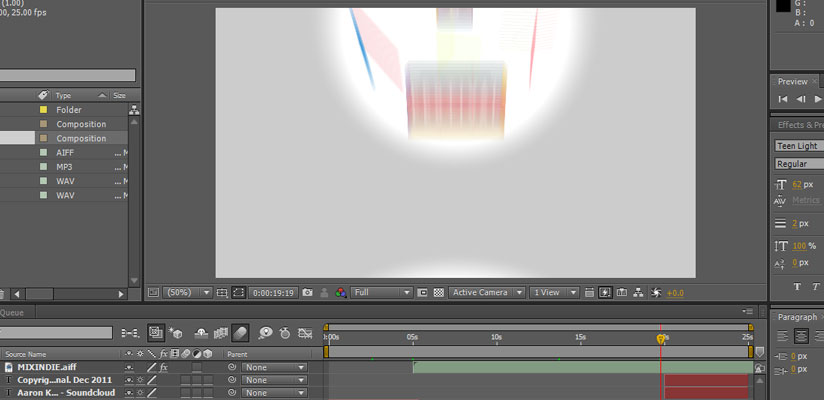 (1.00)
00, 25.00 fps
G :
B :
A : 0
Type
Size
Folder
Composition
Composition
AIFF
... M
MP3
... M
WAV
... M
WAV
... M
Preview
Effects & Pre
Teen Light
Regular
62 px
Metrics
2 px
100 %
0 px
T T
(50%)
0:00:19:19
Full
Active Camera
1 View
+0.0
Queue
:00s
05s
10s
15s
25s
Source Name
fx
Parent
MIXINDIE.aiff
fx
None
T Copyrig...nal. Dec 2011
None
T Aaron K... - Soundcloud
None
Paragraph
0 px
0 px